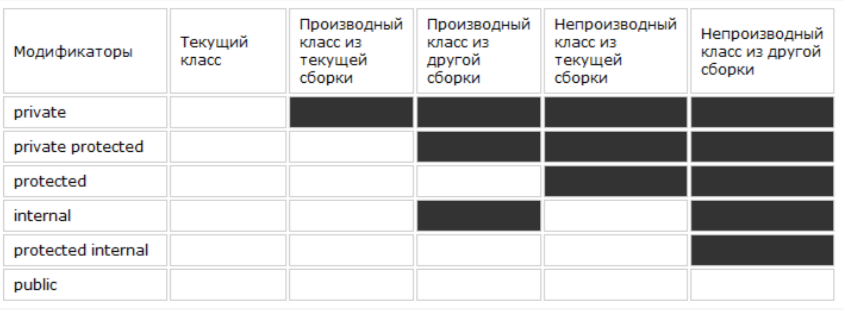 Модификаторы
Текущий
класс
Производный
класс из
текущей
сборки
Производный
класс из
другой
сборки
Непроизводный
класс из
текущей
сборки
Непроизводный
класс из другой
сборки
private
private protected
protected
internal
protected internal
public